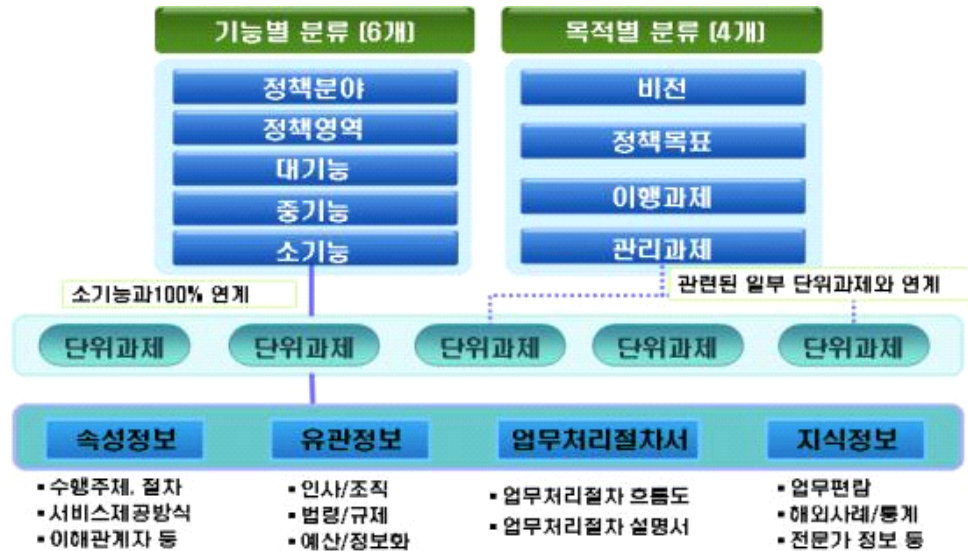 기능별 분류 (6개)
목적별 분류 (4개)
정책분야
정책영역
대기능
중기능
소기능
비전
정책목표
이행과제
관리과제
소기능과100% 연계
관련된 일부 단위과제와 연계
단위과제 단위과제 단위과제 단위과제 단위과제
속성정보
▪ 수행주체. 절차
▪ 서비스제공방식
▪ 이해관계자 등
유관정보
▪ 인사/조직
▪ 법령/규제
▪ 예산/정보화
업무처리절차서
▪ 업무처리절차 흐름도
▪ 업무처리절차 설명서
지식정보
▪ 업무편람
▪ 해외사례/통계
▪ 전문가 정보 등